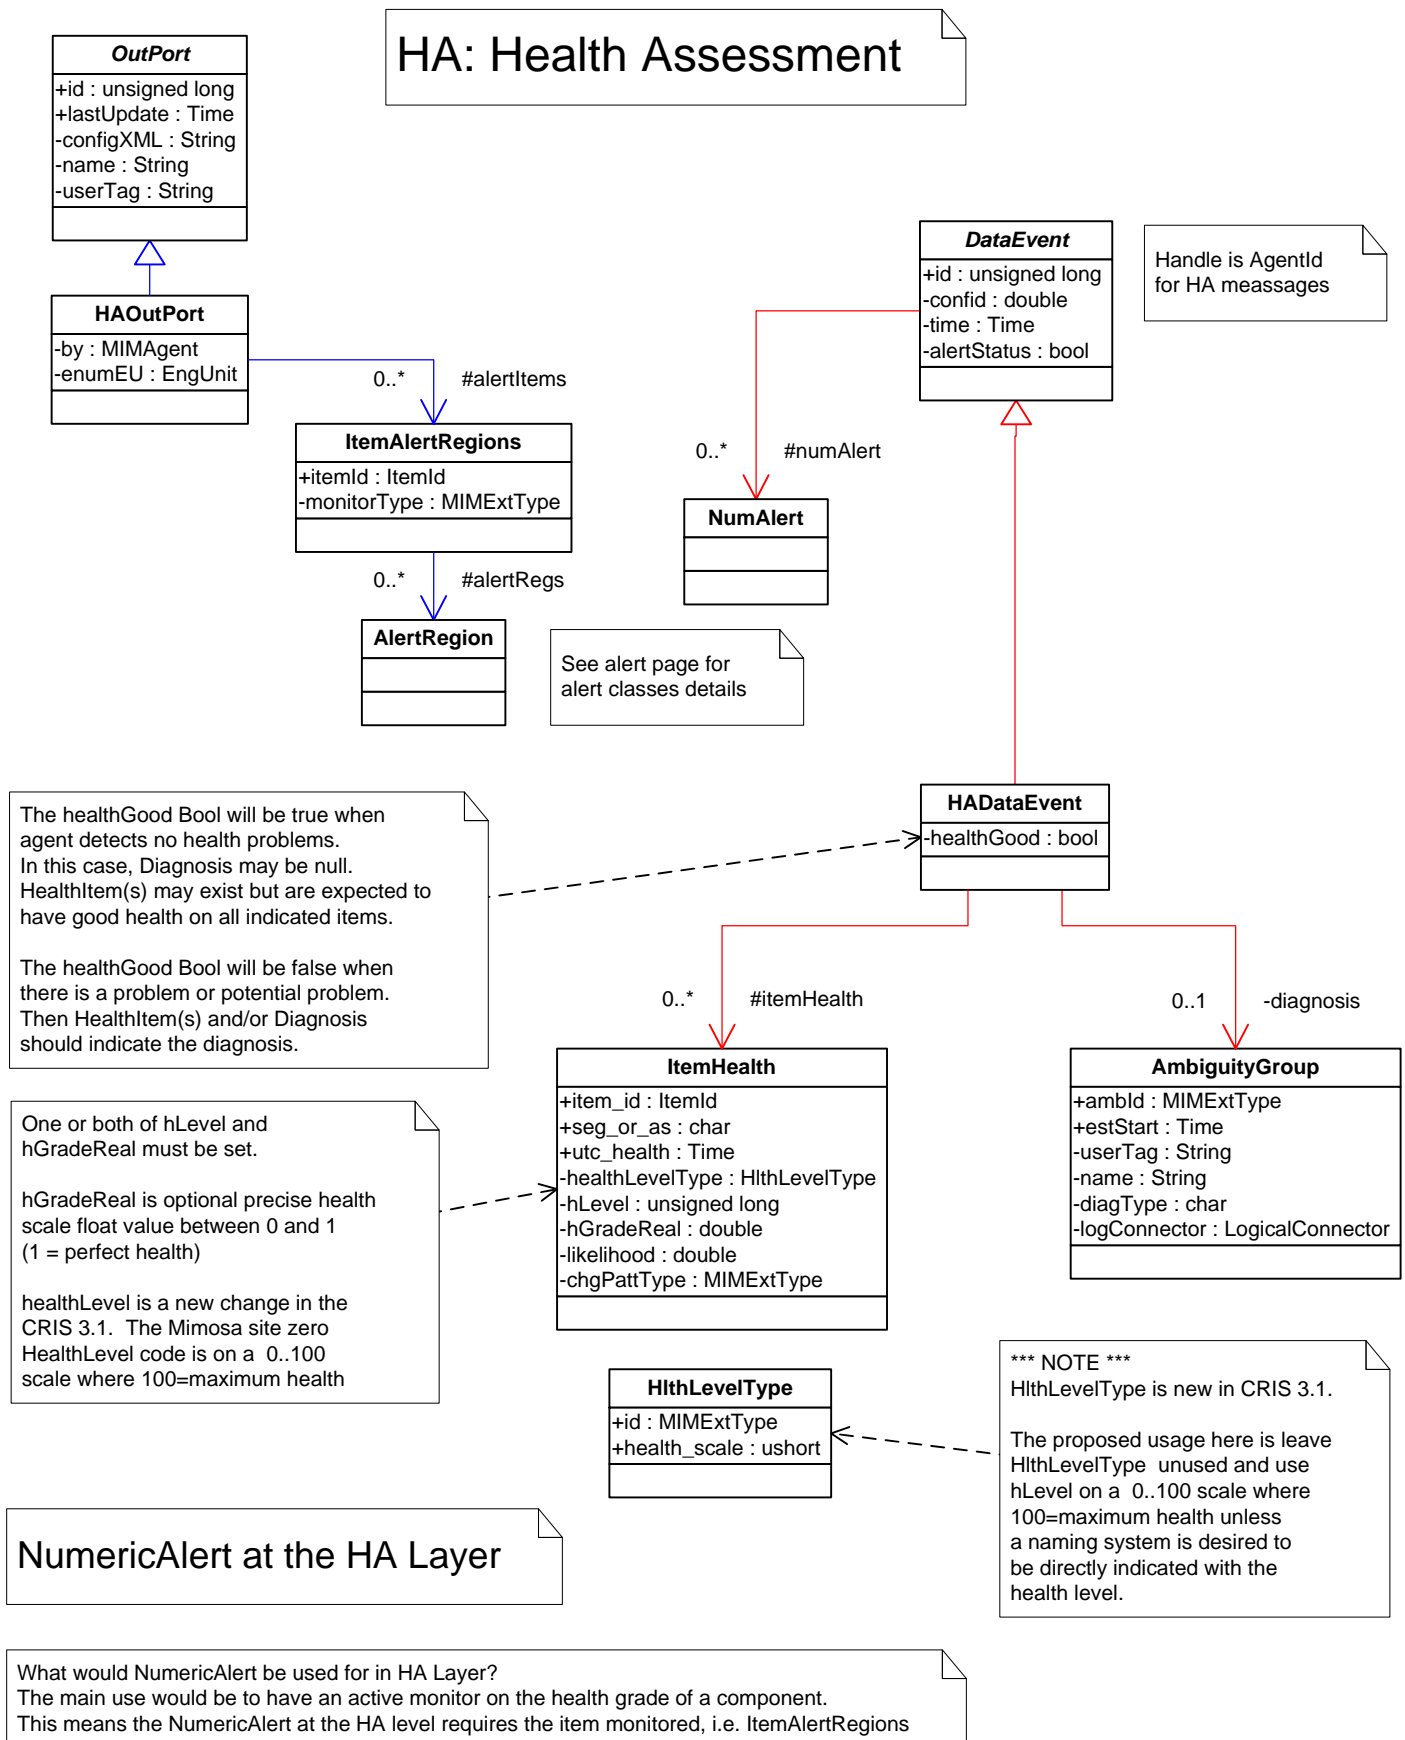 HA: Health Assessment
OutPort
+id : unsigned long
+lastUpdate : Time
-configXML : String
-name : String
-userTag : String
HAOutPort
-by : MIMAgent
-enumEU : EngUnit
0..*
#alertItems
ItemAlertRegions
+itemId : ItemId
-monitorType : MIMExtType
0..*
#alertRegs
AlertRegion
See alert page for
alert classes details
DataEvent
+id : unsigned long
-confid : double
-time : Time
-alertStatus : bool
Handle is AgentId
for HA meassages
0..*
#numAlert
NumAlert
HADataEvent
-healthGood : bool
The healthGood Bool will be true when
agent detects no health problems.
In this case, Diagnosis may be null.
HealthItem(s) may exist but are expected to
have good health on all indicated items.
The healthGood Bool will be false when
there is a problem or potential problem.
Then HealthItem(s) and/or Diagnosis
should indicate the diagnosis.
0..*
#itemHealth
0..1
-diagnosis
ItemHealth
+item_id : ItemId
+seg_or_as : char
+utc_health : Time
-healthLevelType : HlthLevelType
-hLevel : unsigned long
-hGradeReal : double
-likelihood : double
-chgPattType : MIMExtType
AmbiguityGroup
+ambId : MIMExtType
+estStart : Time
-userTag : String
-name : String
-diagType : char
-logConnector : LogicalConnector
One or both of hLevel and
hGradeReal must be set.
hGradeReal is optional precise health
scale float value between 0 and 1
(1 = perfect health)
healthLevel is a new change in the
CRIS 3.1.  The Mimosa site zero
HealthLevel code is on a  0..100
scale where 100=maximum health
HlthLevelType
+id : MIMExtType
+health_scale : ushort
*** NOTE ***
HlthLevelType is new in CRIS 3.1.
The proposed usage here is leave
HlthLevelType  unused and use
hLevel on a  0..100 scale where
100=maximum health unless
a naming system is desired to
be directly indicated with the
health level.
NumericAlert at the HA Layer
What would NumericAlert be used for in HA Layer?
The main use would be to have an active monitor on the health grade of a component.
This means the NumericAlert at the HA level requires the item monitored, i.e. ItemAlertRegions